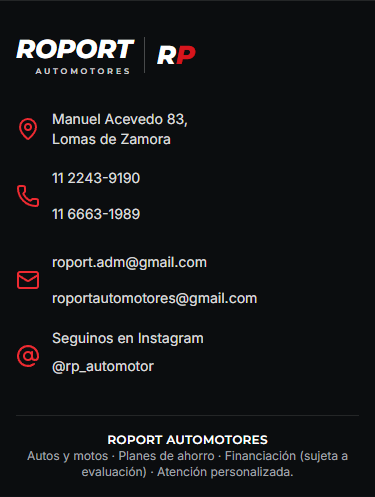 ROPORT
AUTOMOTORES
RP
Manuel Acevedo 83,
Lomas de Zamora
11 2243-9190
11 6663-1989
roport.adm@gmail.com
roportautomotores@gmail.com
Seguinos en Instagram
@rp_automotor
ROPORT AUTOMOTORES
Autos y motos · Planes de ahorro · Financiación (sujeta a
evaluación) · Atención personalizada.